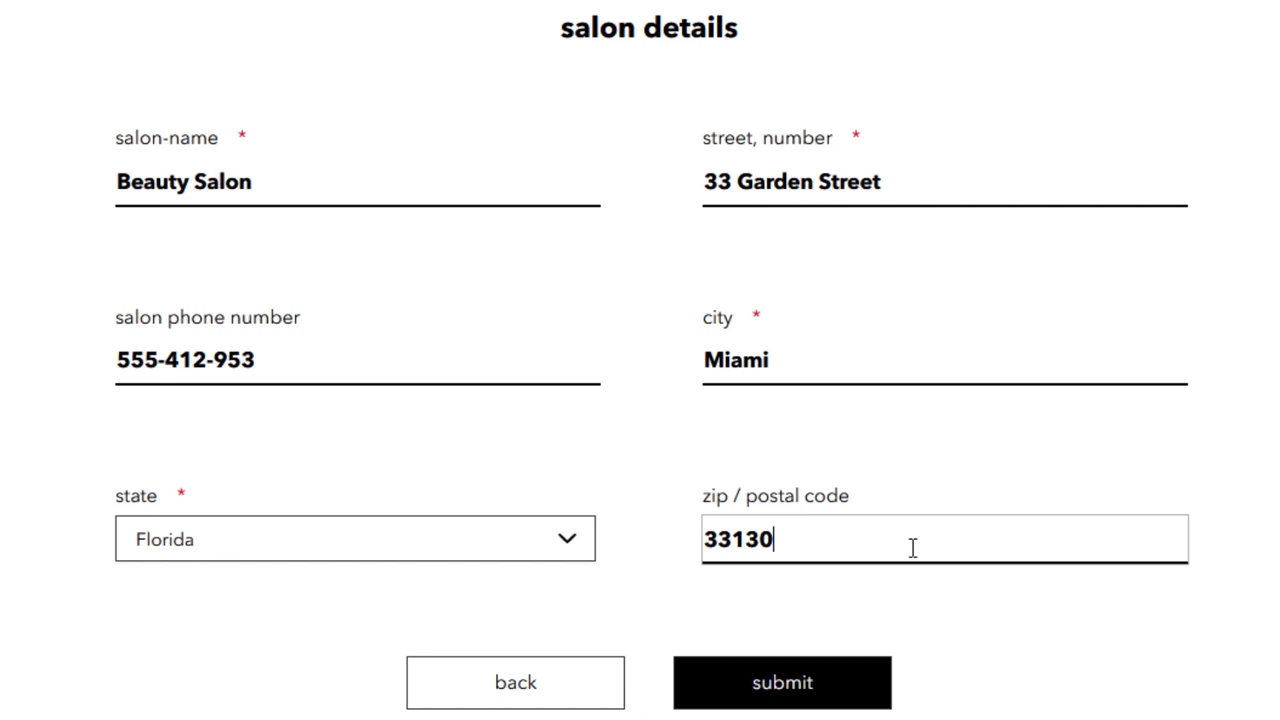 salon details
salon-name *
street, number *
Beauty Salon
33 Garden Street
salon phone number
city *
555-412-953
Miami
state *
zip / postal code
Florida
33130
back
submit